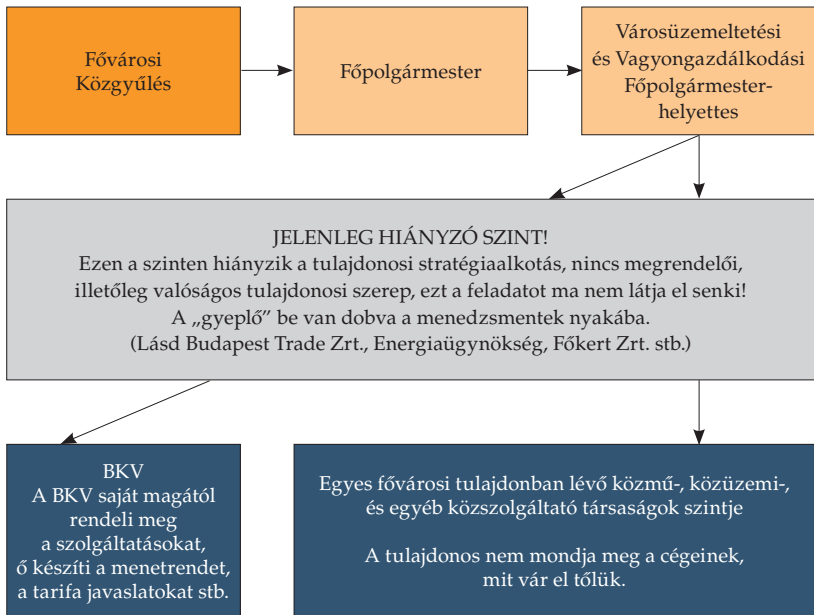 Fővárosi
Közgyűlés
Főpolgármester
Városüzemeltetési
és Vagyongazdálkodási
Főpolgármester-
helyettes
JELENLEG HIÁNYZÓ SZINT!
Ezen a szinten hiányzik a tulajdonosi stratégiaalkotás, nincs megrendelői,
illetőleg valóságos tulajdonosi szerep, ezt a feladatot ma nem látja el senki!
A „gyeplő” be van dobva a menedzsmentek nyakába.
(Lásd Budapest Trade Zrt., Energiaügynökség, Főkert Zrt. stb.)
BKV
A BKV saját magától
rendeli meg
a szolgáltatásokat,
ő készíti a menetrendet,
a tarifa javaslatokat stb.
Egyes fővárosi tulajdonban lévő közmű-, közüzemi-,
és egyéb közszolgáltató társaságok szintje
A tulajdonos nem mondja meg a cégeinek,
mit vár el tőlük.